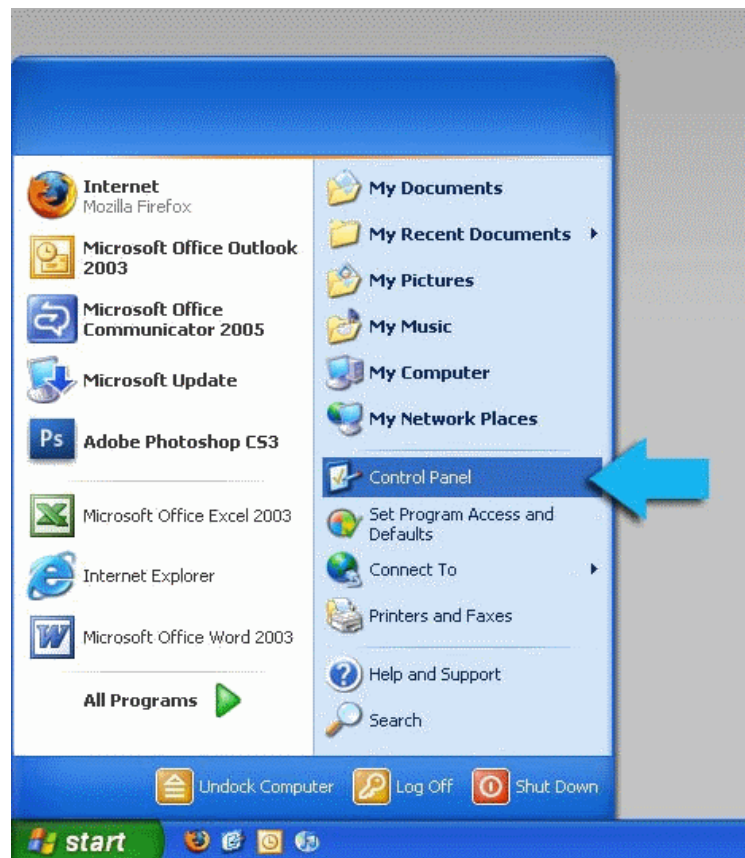 Internet
Mozilla Firefox
Microsoft Office Outlook
2003
Microsoft Office
Communicator 2005
Microsoft Update
Ps
Adobe Photoshop CS3
Microsoft Office Excel 2003
Internet Explorer
Microsoft Office Word 2003
All Programs
My Documents
My Recent Documents
My Pictures
My Music
My Computer
My Network Places
Control Panel
Set Program Access and
Defaults
Connect To
Printers and Faxes
Help and Support
Search
Undock Computer
Log Off
Shut Down
start